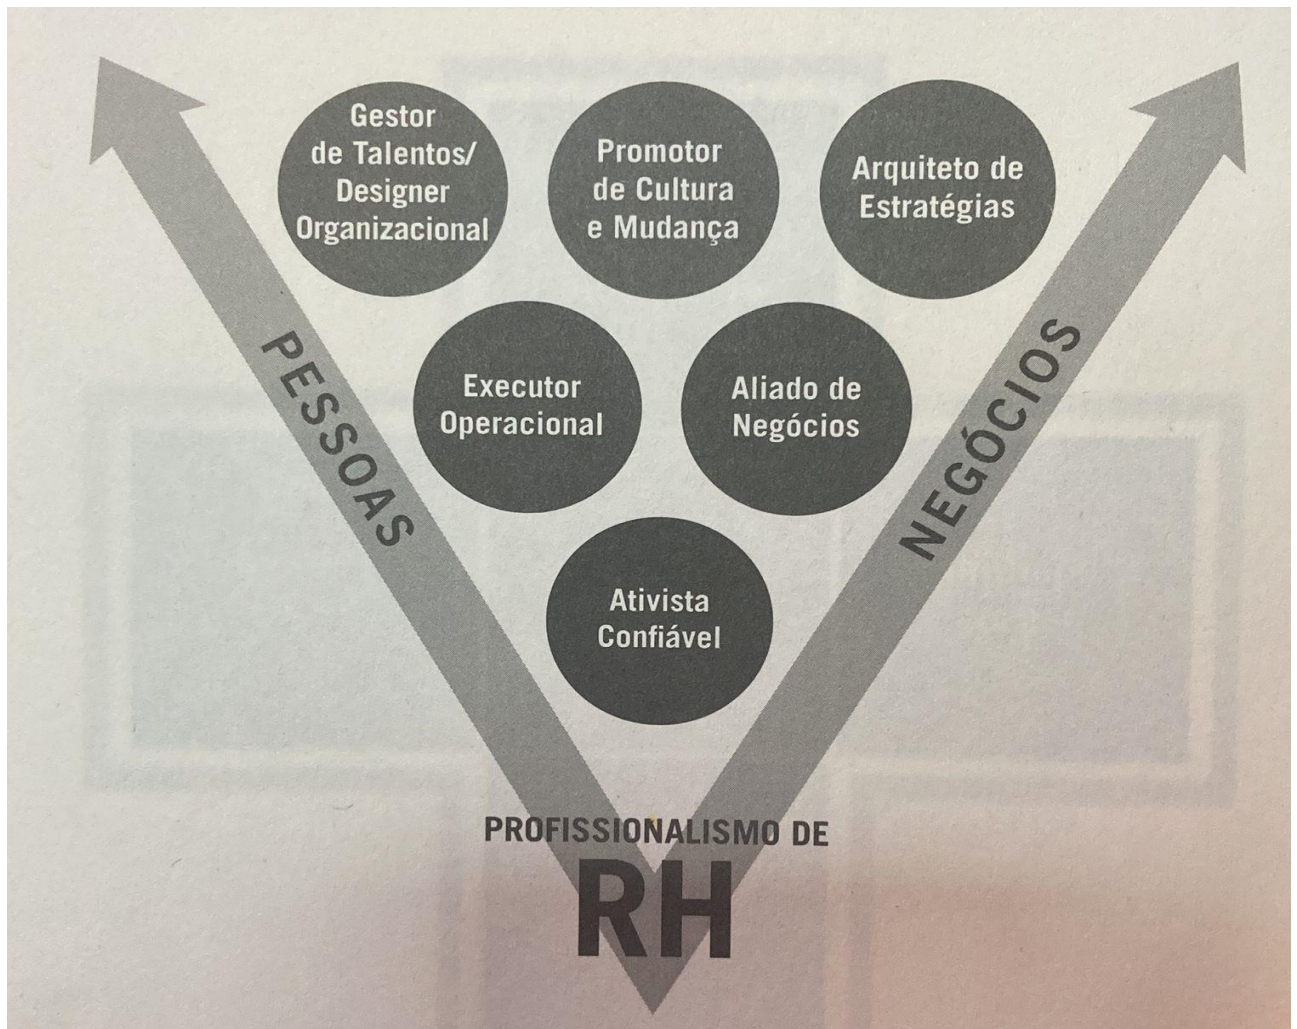 Gestor
de Talentos/
Designer
Organizacional
Promotor
de Cultura
e Mudança
Arquiteto de
Estratégias
Executor
Operacional
Aliado de
Negócios
PESSOAS
NEGÓCIOS
Ativista
Confiável
PROFISSIONALISMO DE
RH